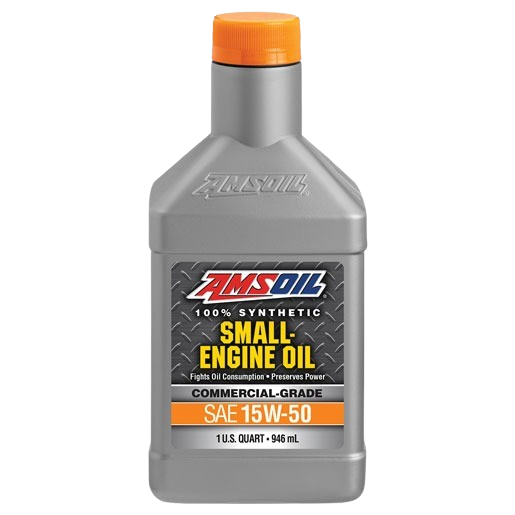 AMSOIL
AMSOIL®
100% SYNTHETIC
SMALL-
ENGINE OIL
Fights Oil Consumption • Preserves Power
COMMERCIAL-GRADE
SAE 15W-50
1 U.S. QUART • 946 mL